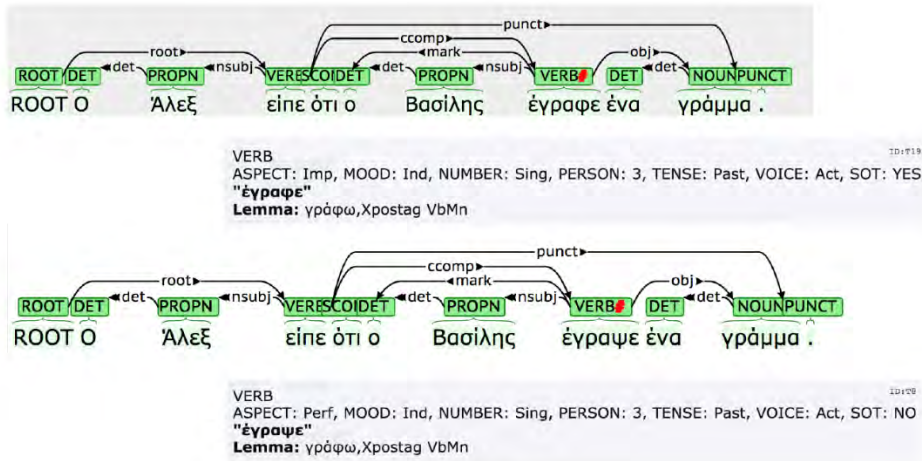 punct
ccomp
root mark obj
det nsubj det nsubj det
ROOT DET PROPN VERB SCONJ DET PROPN VERB# DET NOUN PUNCT
ROOT Ο Άλεξ είπε ότι ο Βασίλης έγραφε ένα γράμμα .
VERB ID:T19
ASPECT: Imp, MOOD: Ind, NUMBER: Sing, PERSON: 3, TENSE: Past, VOICE: Act, SOT: YES
"έγραφε"
Lemma: γράφω,Xpostag VbMn
punct
ccomp
root mark obj
det nsubj det nsubj det
ROOT DET PROPN VERB SCONJ DET PROPN VERB# DET NOUN PUNCT
ROOT Ο Άλεξ είπε ότι ο Βασίλης έγραψε ένα γράμμα .
VERB ID:T8
ASPECT: Perf, MOOD: Ind, NUMBER: Sing, PERSON: 3, TENSE: Past, VOICE: Act, SOT: NO
"έγραψε"
Lemma: γράφω,Xpostag VbMn